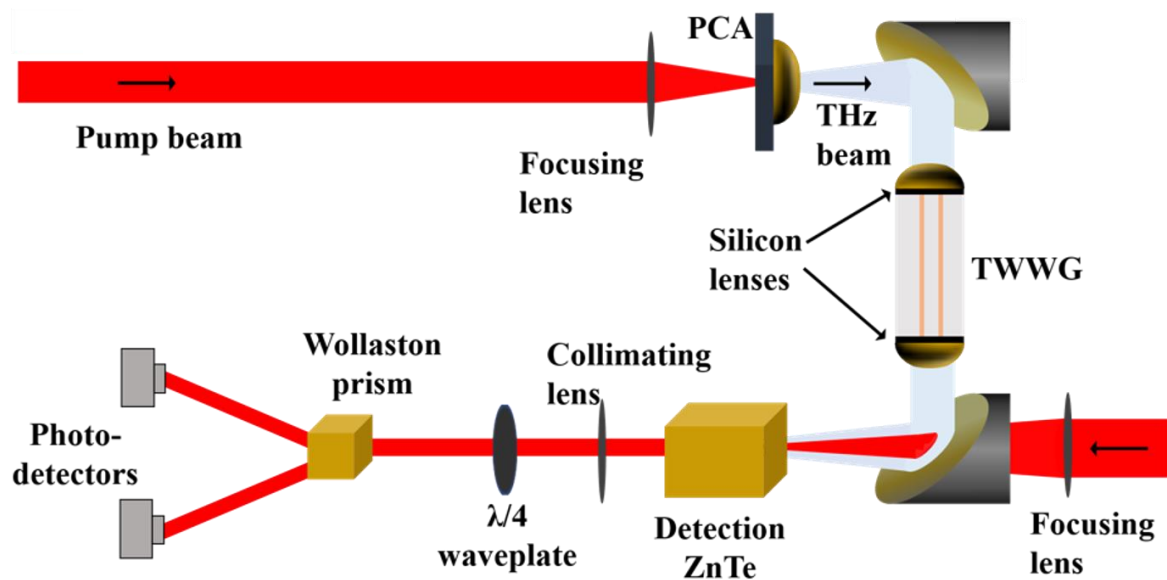 PCA
Pump beam
THz
beam
Focusing
lens
Silicon
lenses
TWWG
Wollaston
prism
Collimating
lens
Photo-
detectors
λ/4
waveplate
Detection
ZnTe
Focusing
lens